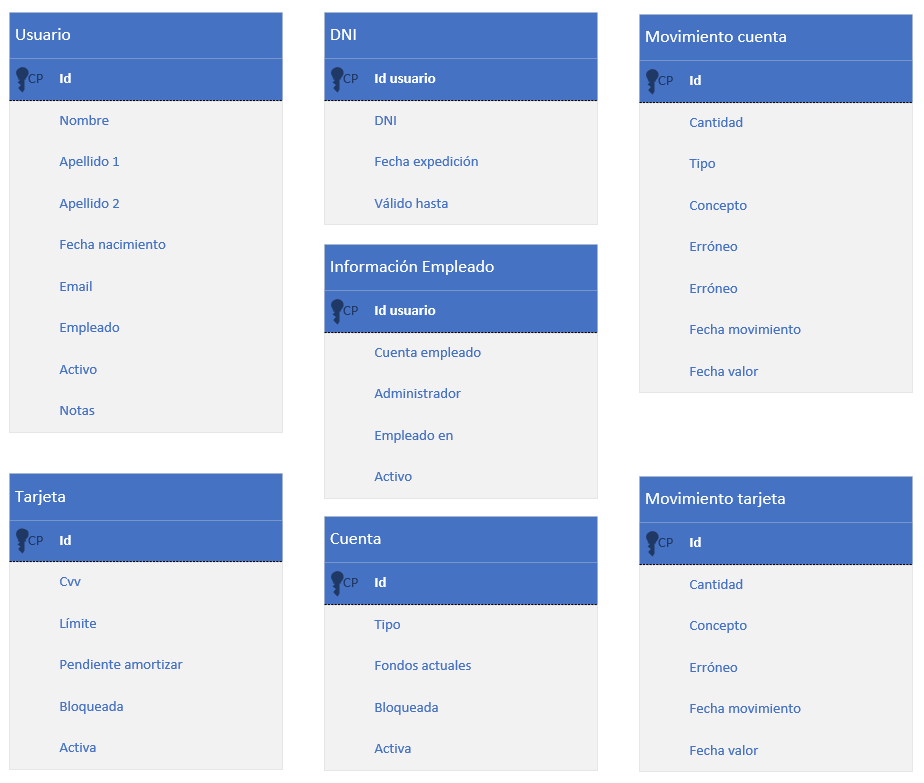 Usuario
CP Id
Nombre
Apellido 1
Apellido 2
Fecha nacimiento
Email
Empleado
Activo
Notas
DNI
CP Id usuario
DNI
Fecha expedición
Válido hasta
Movimiento cuenta
CP Id
Cantidad
Tipo
Concepto
Erróneo
Erróneo
Fecha movimiento
Fecha valor
Información Empleado
CP Id usuario
Cuenta empleado
Administrador
Empleado en
Activo
Tarjeta
CP Id
Cvv
Límite
Pendiente amortizar
Bloqueada
Activa
Cuenta
CP Id
Tipo
Fondos actuales
Bloqueada
Activa
Movimiento tarjeta
CP Id
Cantidad
Concepto
Erróneo
Fecha movimiento
Fecha valor